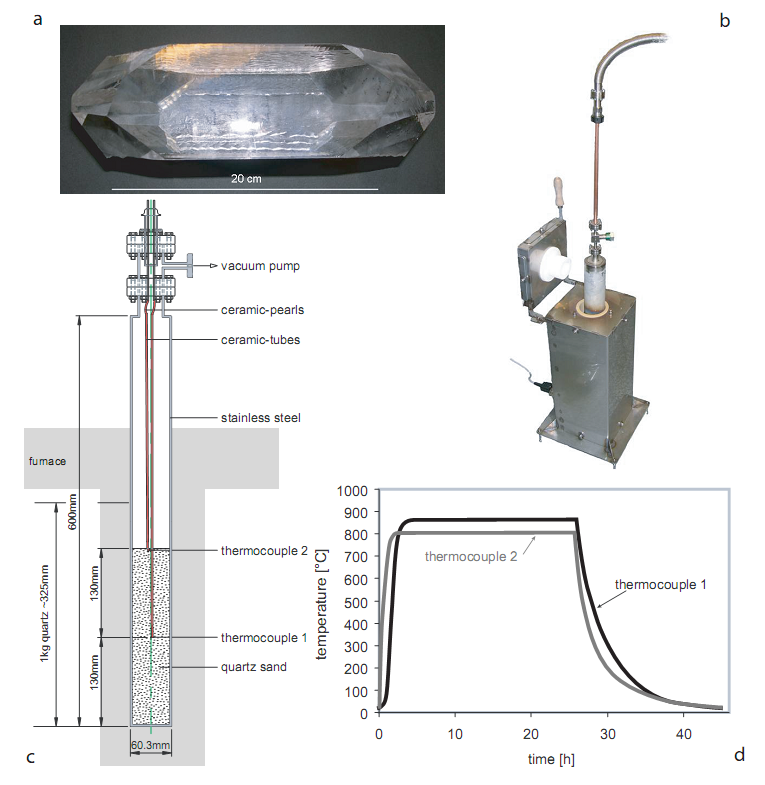 a
b
20 cm
vacuum pump
ceramic-pearls
ceramic-tubes
stainless steel
furnace
600mm
thermocouple 2
1kg quartz ~325mm
130mm
thermocouple 1
quartz sand
130mm
60.3mm
c
1000
900
800
700
600
500
400
300
200
100
0
temperature [°C]
thermocouple 2
thermocouple 1
0
10
20
30
40
time [h]
d